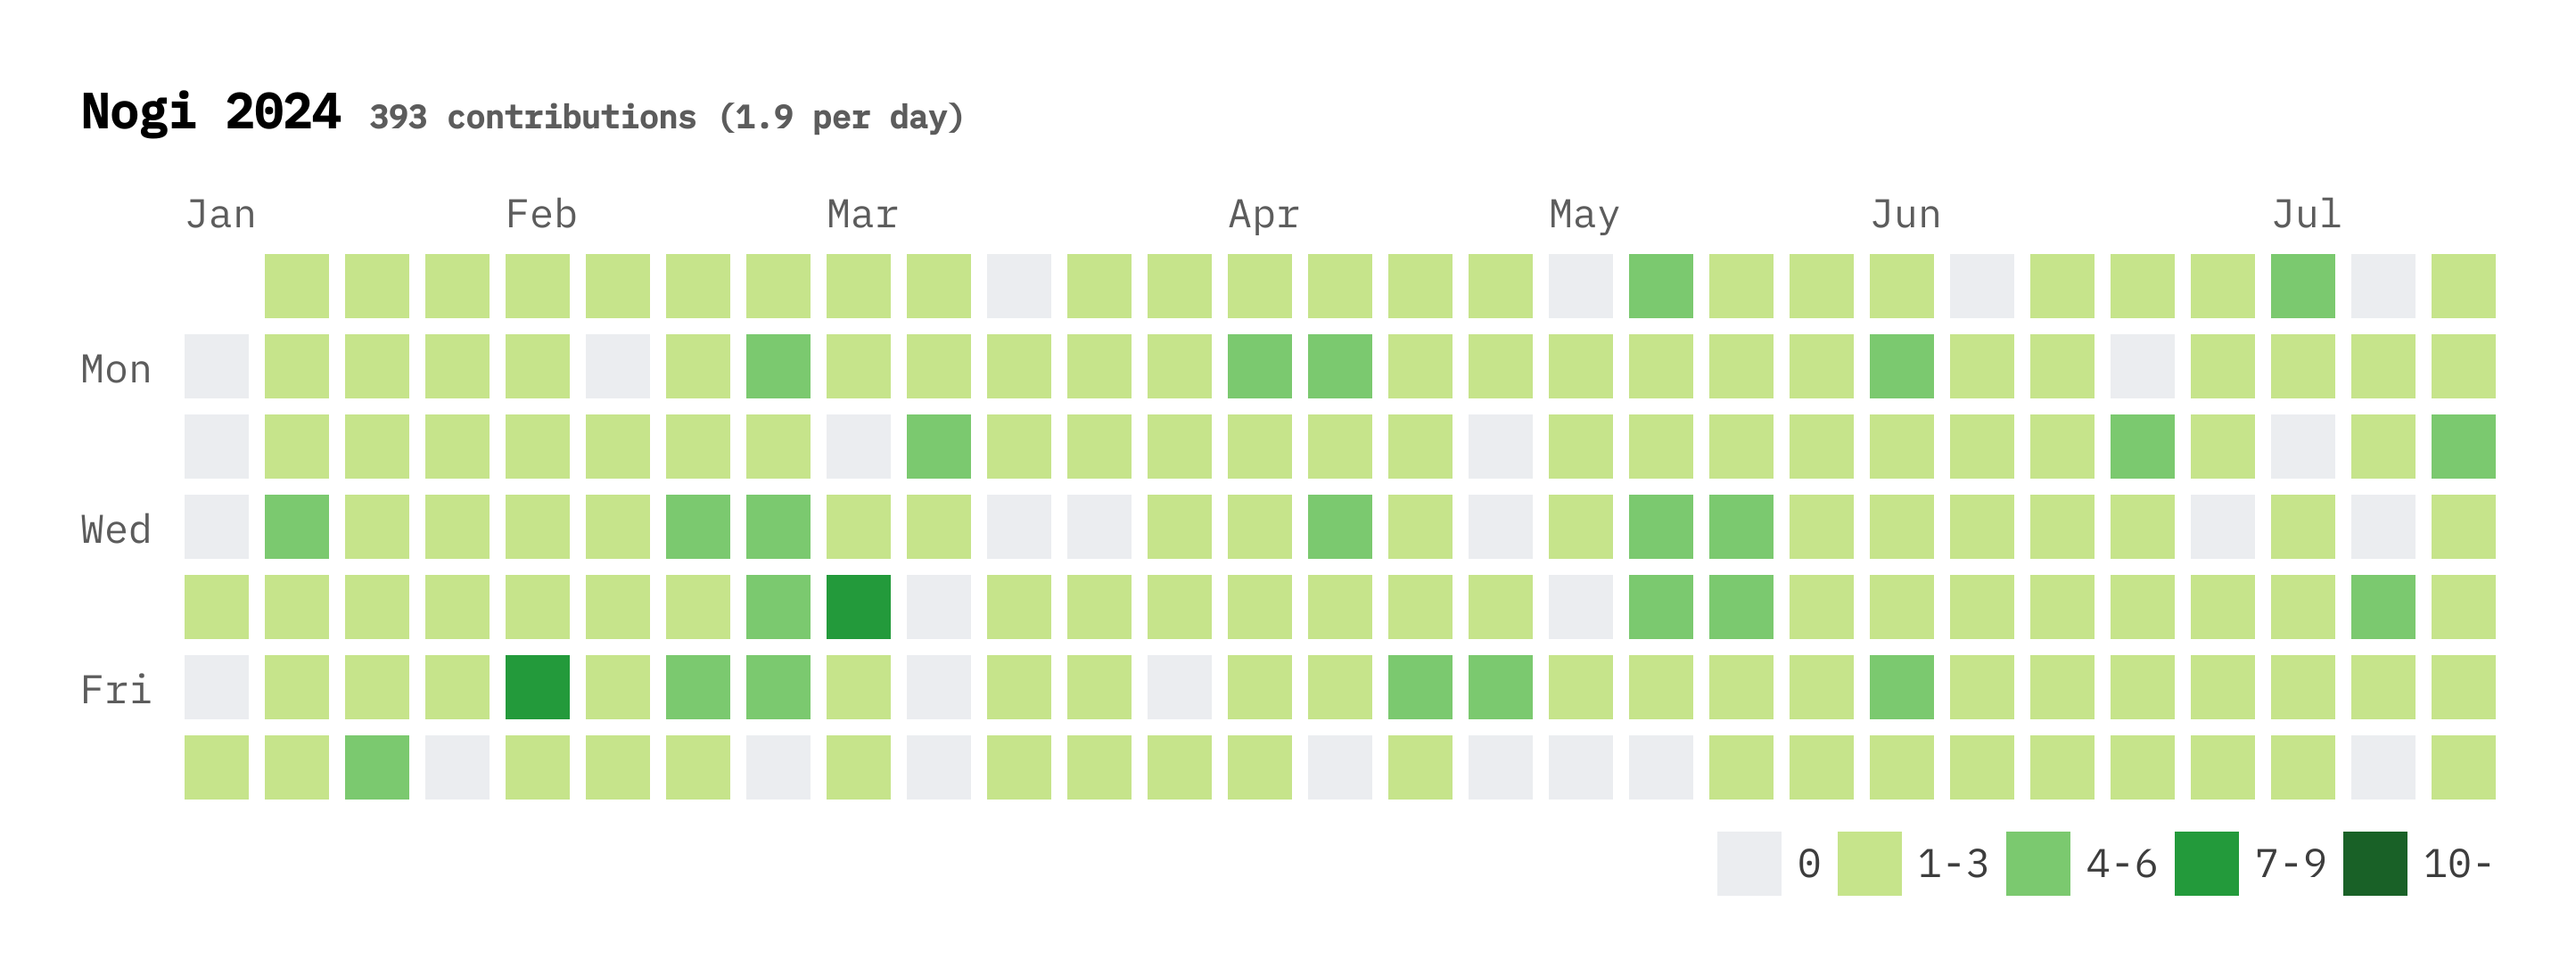 Nogi 2024 393 contributions (1.9 per day)
Jan Feb Mar Apr May Jun Jul
Mon
Wed
Fri
0 1-3 4-6 7-9 10-